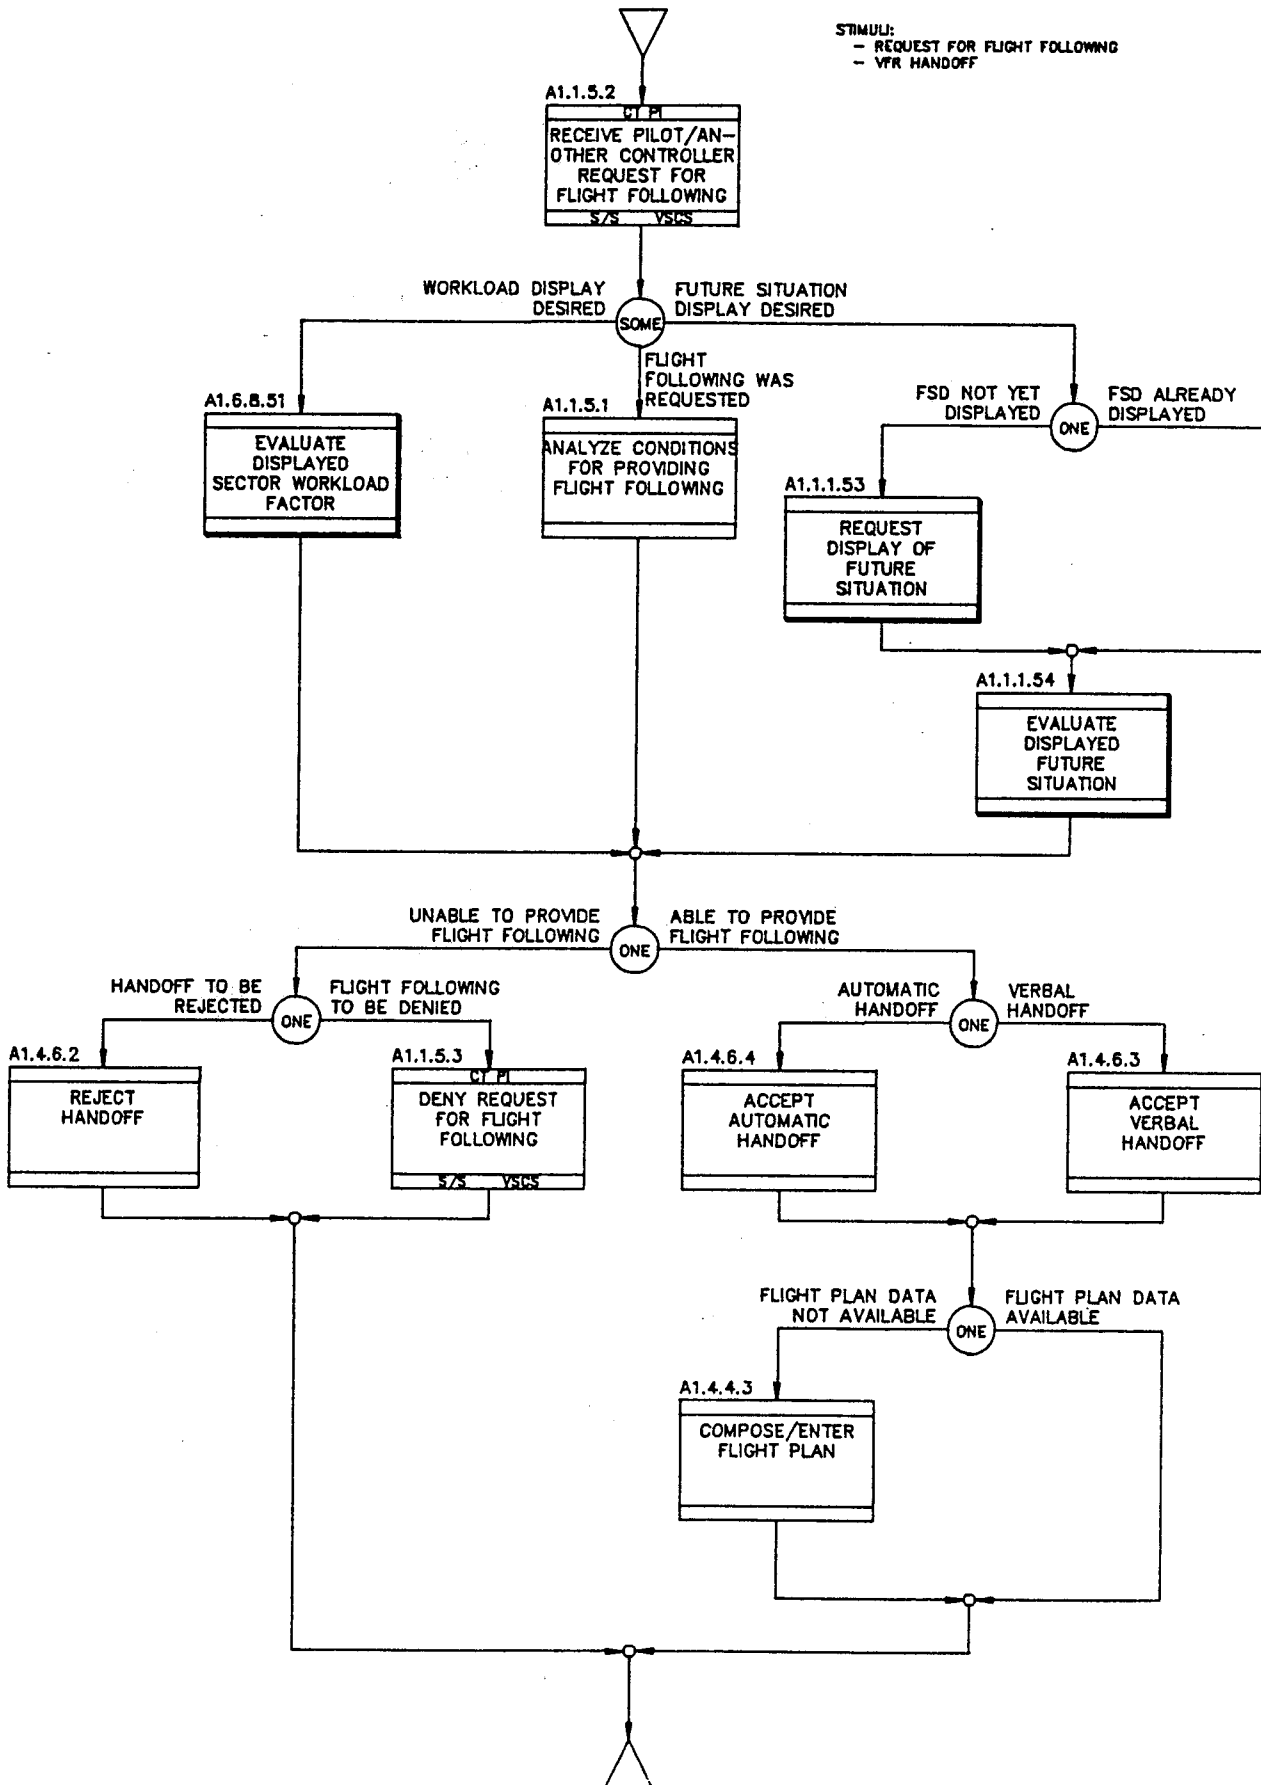 STIMULI:
- REQUEST FOR FLIGHT FOLLOWING
- VFR HANDOFF
A1.1.5.2
CT PI
RECEIVE PILOT/AN-
OTHER CONTROLLER
REQUEST FOR
FLIGHT FOLLOWING
S/S VSCS
WORKLOAD DISPLAY
DESIRED
SOME
FUTURE SITUATION
DISPLAY DESIRED
FLIGHT
FOLLOWING WAS
REQUESTED
FSD NOT YET
DISPLAYED
ONE
FSD ALREADY
DISPLAYED
A1.6.8.51
EVALUATE
DISPLAYED
SECTOR WORKLOAD
FACTOR
A1.1.5.1
ANALYZE CONDITIONS
FOR PROVIDING
FLIGHT FOLLOWING
A1.1.1.53
REQUEST
DISPLAY OF
FUTURE
SITUATION
A1.1.1.54
EVALUATE
DISPLAYED
FUTURE
SITUATION
UNABLE TO PROVIDE
FLIGHT FOLLOWING
ONE
ABLE TO PROVIDE
FLIGHT FOLLOWING
HANDOFF TO BE
REJECTED
ONE
FLIGHT FOLLOWING
TO BE DENIED
AUTOMATIC
HANDOFF
ONE
VERBAL
HANDOFF
A1.4.6.2
REJECT
HANDOFF
A1.1.5.3
CT PI
DENY REQUEST
FOR FLIGHT
FOLLOWING
S/S VSCS
A1.4.6.4
ACCEPT
AUTOMATIC
HANDOFF
A1.4.6.3
ACCEPT
VERBAL
HANDOFF
FLIGHT PLAN DATA
NOT AVAILABLE
ONE
FLIGHT PLAN DATA
AVAILABLE
A1.4.4.3
COMPOSE/ENTER
FLIGHT PLAN